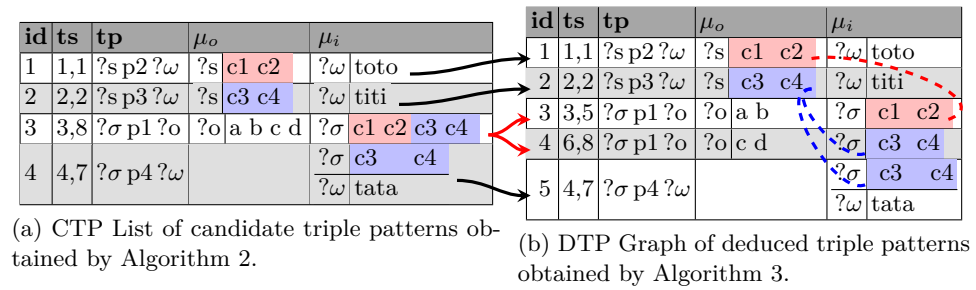 id ts tp μo μi
1 1,1 ?s p2 ?ω ?s c1 c2 ?ω toto
2 2,2 ?s p3 ?ω ?s c3 c4 ?ω titi
3 3,8 ?σ p1 ?o ?o a b c d ?σ c1 c2 c3 c4
4 4,7 ?σ p4 ?ω ?σ c3 c4
?ω tata
(a) CTP List of candidate triple patterns ob-
tained by Algorithm 2.
id ts tp μo μi
1 1,1 ?s p2 ?ω ?s c1 c2 ?ω toto
2 2,2 ?s p3 ?ω ?s c3 c4 ?ω titi
3 3,5 ?σ p1 ?o ?o a b ?σ c1 c2
4 6,8 ?σ p1 ?o ?o c d ?σ c3 c4
5 4,7 ?σ p4 ?ω ?σ c3 c4
?ω tata
(b) DTP Graph of deduced triple patterns
obtained by Algorithm 3.